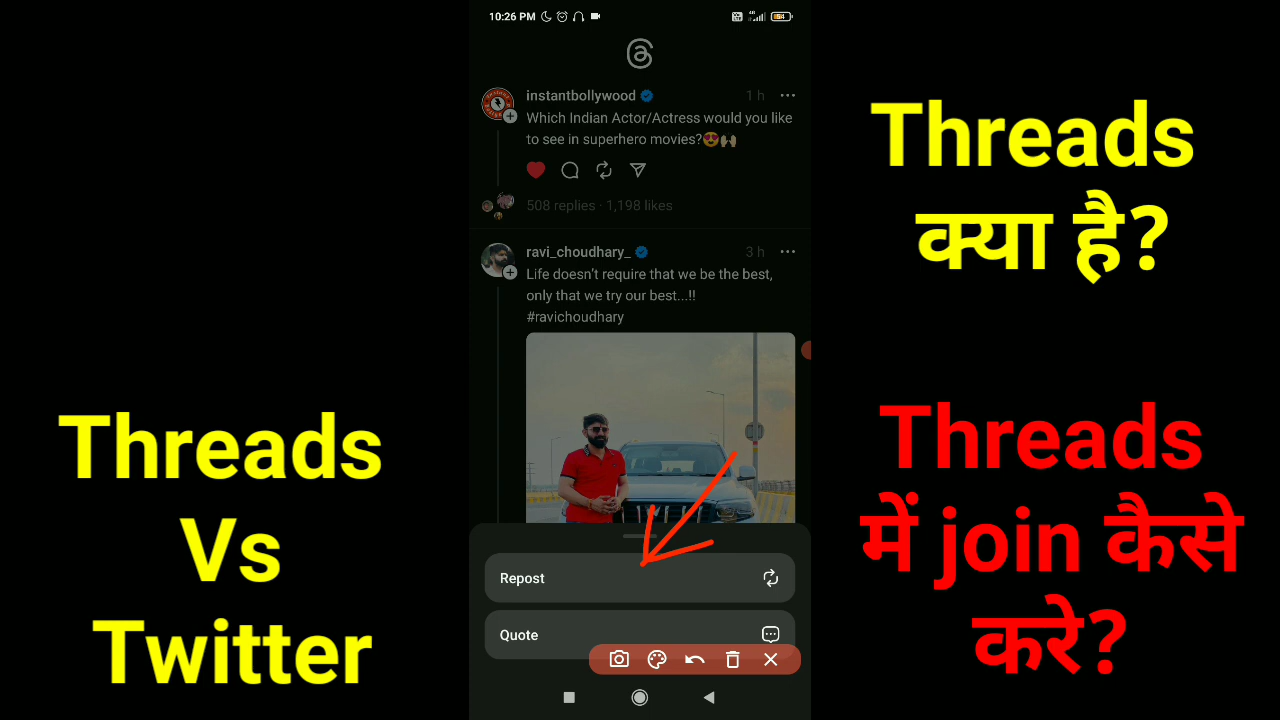 Threads
Vs
Twitter
10:26 PM
4G
54
instantbollywood
1 h
Which Indian Actor/Actress would you like
to see in superhero movies?😍🙌
508 replies · 1,198 likes
ravi_choudhary_
3 h
Life doesn't require that we be the best,
only that we try our best...!!
#ravichoudhary
Repost
Quote
Threads
क्या है?
Threads
में join कैसे
करे?